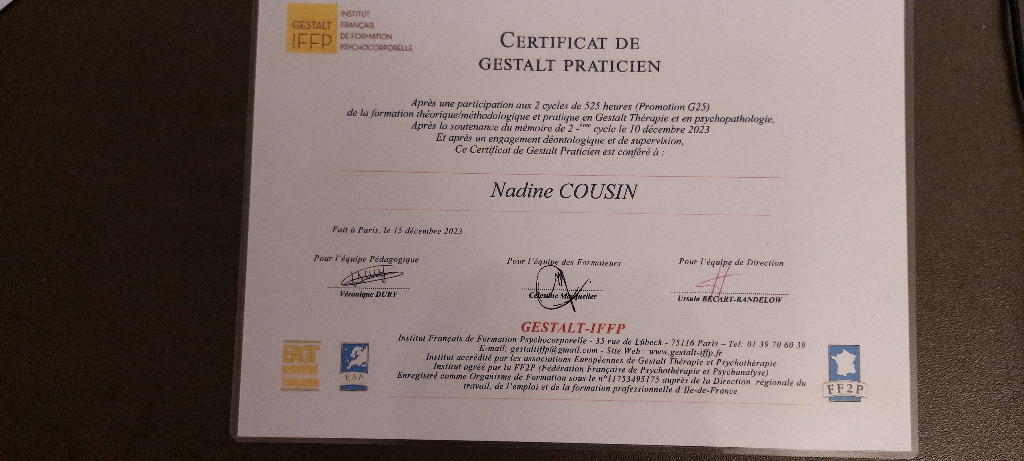 GESTALT
IFFP
INSTITUT
FRANÇAIS
DE FORMATION
PSYCHOCORPORELLE
CERTIFICAT DE
GESTALT PRATICIEN
Après une participation aux 2 cycles de 525 heures (Promotion G25)
de la formation théorique/méthodologique et pratique en Gestalt Thérapie et en psychopathologie,
Après la soutenance du mémoire de 2 -ème cycle le 10 décembre 2023
Et après un engagement déontologique et de supervision,
Ce Certificat de Gestalt Praticien est conféré à :
Nadine COUSIN
Fait à Paris, le 15 décembre 2023
Pour l'équipe Pédagogique
Véronique DURY
Pour l'équipe des Formateurs
Célestine Masquelier
Pour l'équipe de Direction
Ursula BECART-BANDELOW
GESTALT-IFFP
Institut Français de Formation Psychocorporelle - 35 rue de Lübeck - 75116 Paris – Tel: 01 39 70 60 39
E-mail: gestaltiffp@gmail.com - Site Web : www.gestalt-iffp.fr
Institut accrédité par les associations Européennes de Gestalt Thérapie et Psychothérapie
Institut agréé par la FF2P (Fédération Française de Psychothérapie et Psychanalyse)
Enregistré comme Organisme de Formation sous le n°11753495175 auprès de la Direction régionale du
travail, de l'emploi et de la formation professionnelle d'Ile-de-France
EAGT
EAP
FF2P